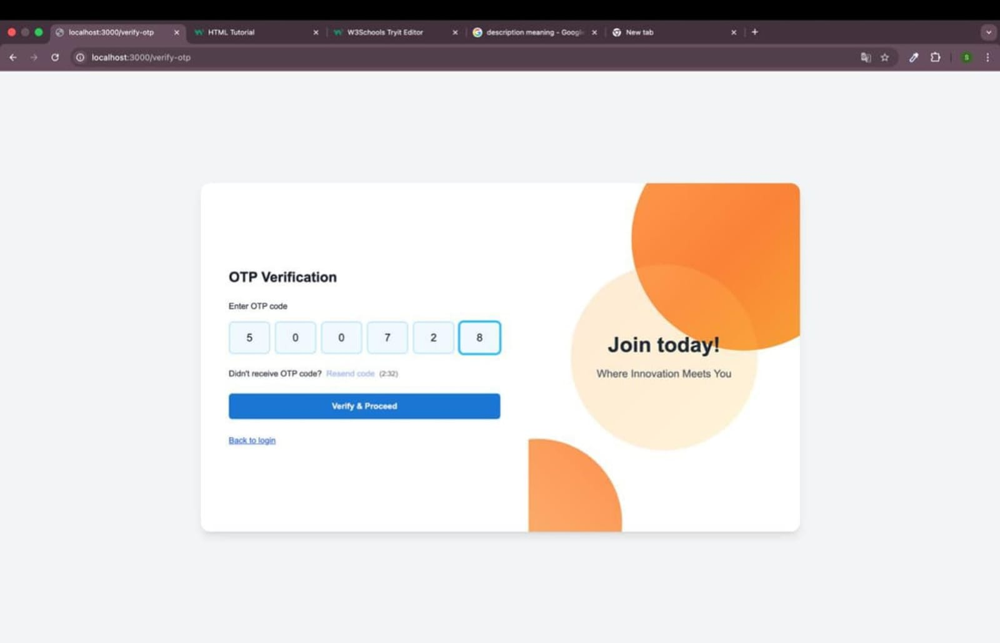 localhost:3000/verify-otp
HTML Tutorial
W3Schools Tryit Editor
description meaning - Google
New tab
localhost:3000/verify-otp
S
OTP Verification
Enter OTP code
5 0 0 7 2 8
Didn't receive OTP code? Resend code (2:32)
Verify & Proceed
Back to login
Join today!
Where Innovation Meets You